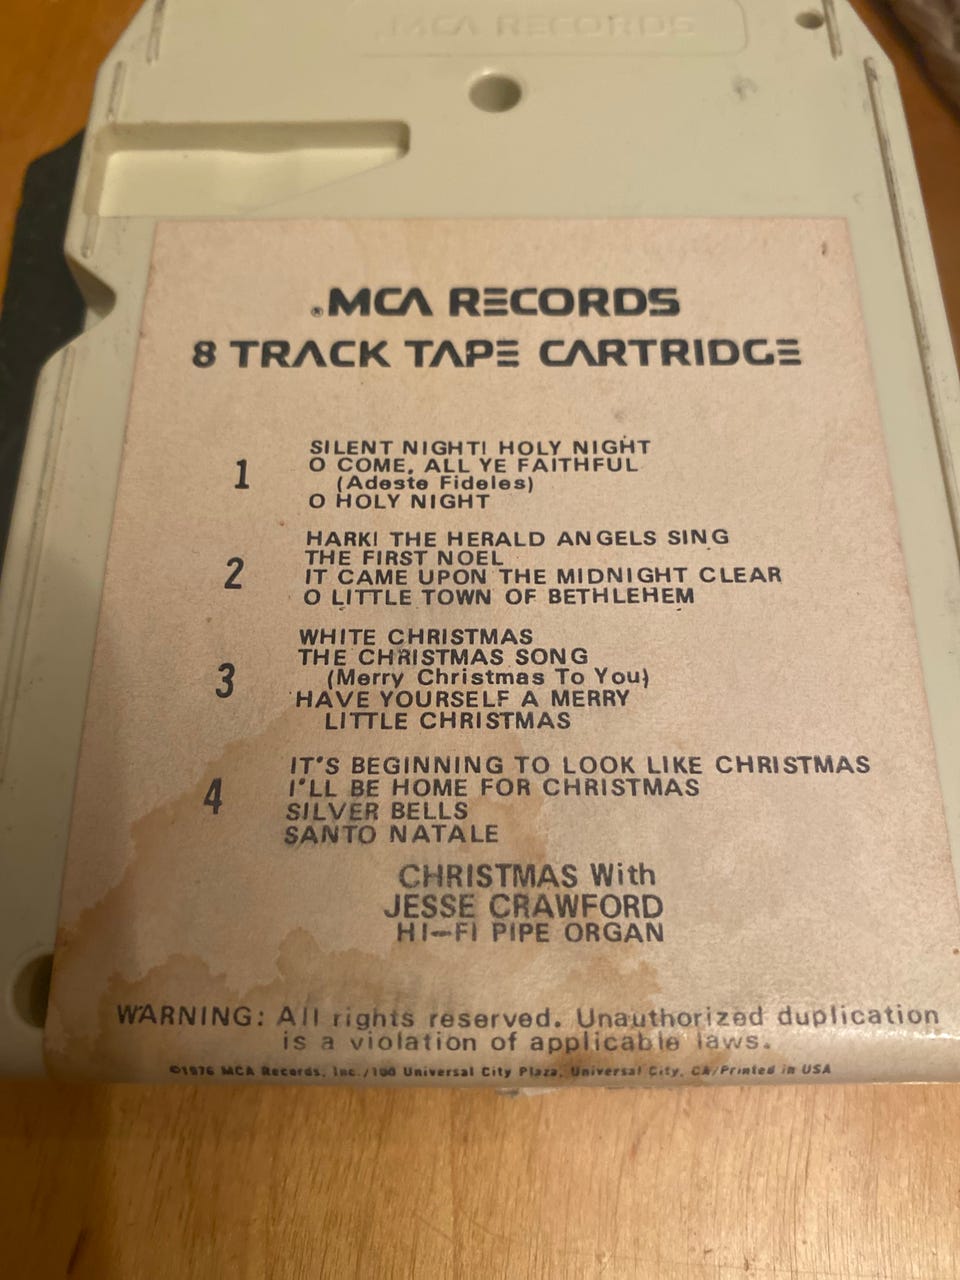 MCA RECORDS
®.MCA RECORDS
8 TRACK TAPE CARTRIDGE
1
SILENT NIGHT! HOLY NIGHT
O COME, ALL YE FAITHFUL
(Adeste Fideles)
O HOLY NIGHT
2
HARK! THE HERALD ANGELS SING
THE FIRST NOEL
IT CAME UPON THE MIDNIGHT CLEAR
O LITTLE TOWN OF BETHLEHEM
3
WHITE CHRISTMAS
THE CHRISTMAS SONG
(Merry Christmas To You)
HAVE YOURSELF A MERRY
LITTLE CHRISTMAS
4
IT'S BEGINNING TO LOOK LIKE CHRISTMAS
I'LL BE HOME FOR CHRISTMAS
SILVER BELLS
SANTO NATALE
CHRISTMAS With
JESSE CRAWFORD
HI-FI PIPE ORGAN
WARNING: All rights reserved. Unauthorized duplication
is a violation of applicable laws.
©1976 MCA Records, Inc./100 Universal City Plaza, Universal City, CA/Printed in USA